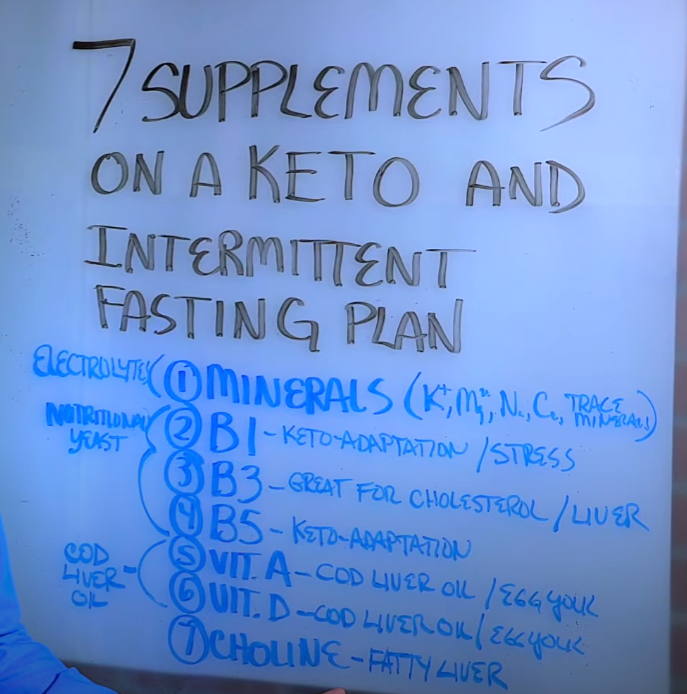 7 SUPPLEMENTS
ON A KETO AND
INTERMITTENT
FASTING PLAN
ELECTROLYTE ① MINERALS (K⁺, Mg²⁺, Na, Ca, TRACE MINERALS)
NUTRITIONAL YEAST ② B1 - KETO-ADAPTATION / STRESS
③ B3 - GREAT FOR CHOLESTEROL / LIVER
④ B5 - KETO-ADAPTATION
COD LIVER OIL ⑤ VIT. A - COD LIVER OIL / EGG YOLK
⑥ VIT. D - COD LIVER OIL / EGG YOLK
⑦ CHOLINE - FATTY LIVER